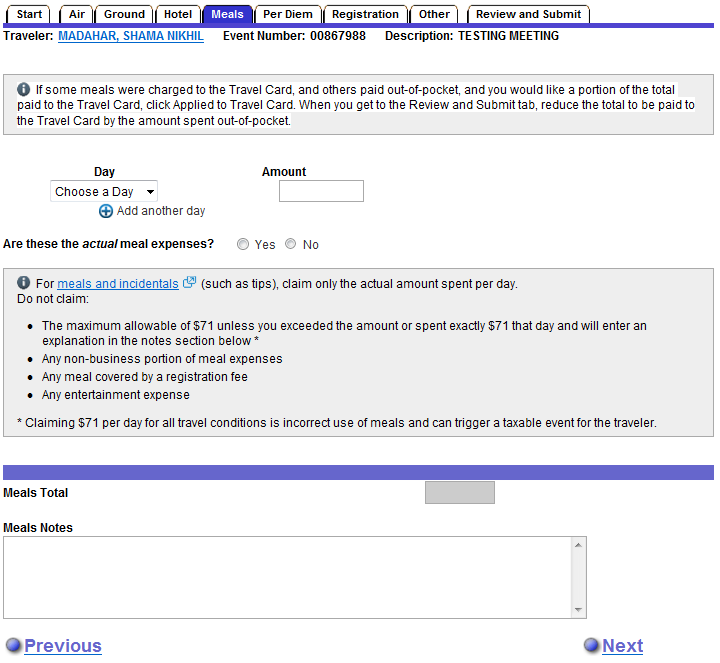 Start Air Ground Hotel Meals Per Diem Registration Other Review and Submit
Traveler: MADAHAR, SHAMA NIKHIL Event Number: 00867988 Description: TESTING MEETING
If some meals were charged to the Travel Card, and others paid out-of-pocket, and you would like a portion of the total
paid to the Travel Card, click Applied to Travel Card. When you get to the Review and Submit tab, reduce the total to be paid to
the Travel Card by the amount spent out-of-pocket.
Day Amount
Choose a Day
Add another day
Are these the actual meal expenses? Yes No
For meals and incidentals (such as tips), claim only the actual amount spent per day.
Do not claim:
• The maximum allowable of $71 unless you exceeded the amount or spent exactly $71 that day and will enter an
explanation in the notes section below *
• Any non-business portion of meal expenses
• Any meal covered by a registration fee
• Any entertainment expense
* Claiming $71 per day for all travel conditions is incorrect use of meals and can trigger a taxable event for the traveler.
Meals Total
Meals Notes
Previous Next